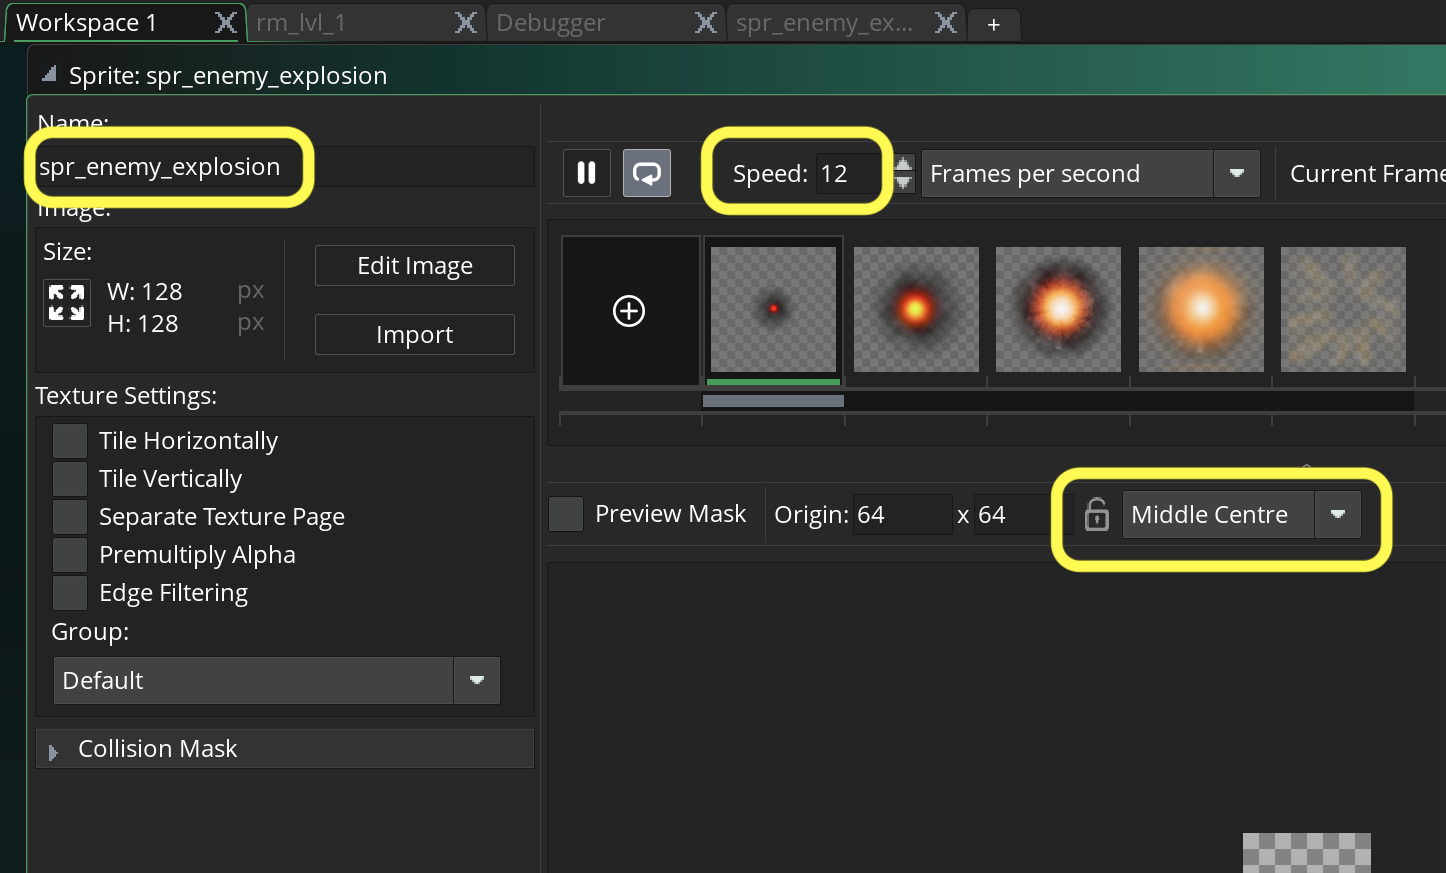 Workspace 1 rm_lvl_1 Debugger spr_enemy_ex... +
Sprite: spr_enemy_explosion
Name:
spr_enemy_explosion
Speed: 12 Frames per second Current Frame
Image:
Size:
W: 128 px
H: 128 px
Edit Image
Import
Texture Settings:
Tile Horizontally
Tile Vertically
Separate Texture Page
Premultiply Alpha
Edge Filtering
Group:
Default
Collision Mask
Preview Mask Origin: 64 x 64 Middle Centre